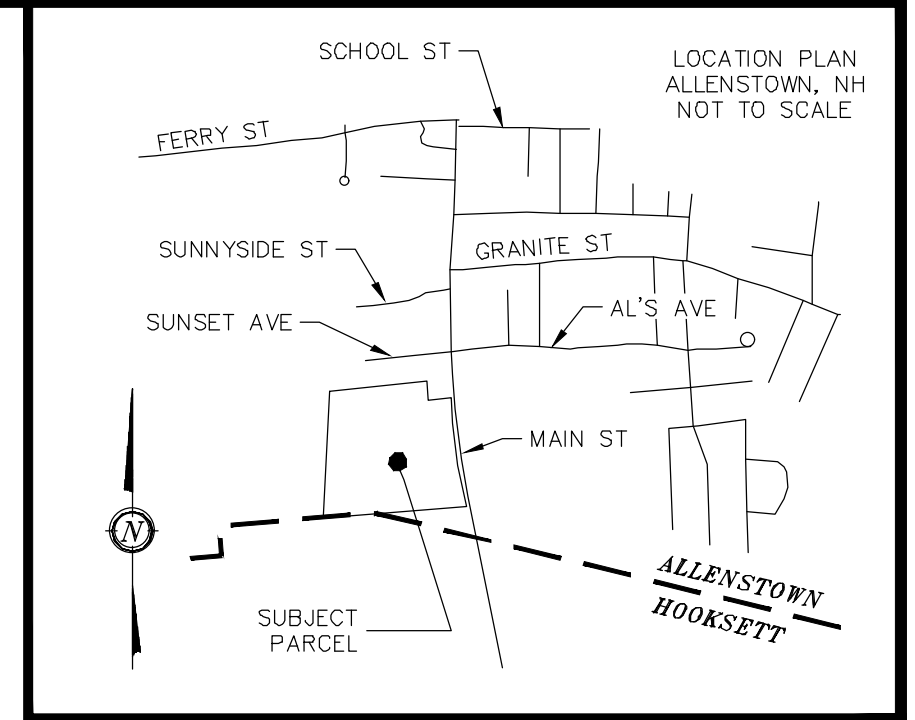 SCHOOL ST
LOCATION PLAN
ALLENSTOWN, NH
NOT TO SCALE
FERRY ST
SUNNYSIDE ST
GRANITE ST
SUNSET AVE
AL'S AVE
MAIN ST
N
ALLENSTOWN
HOOKSETT
SUBJECT
PARCEL